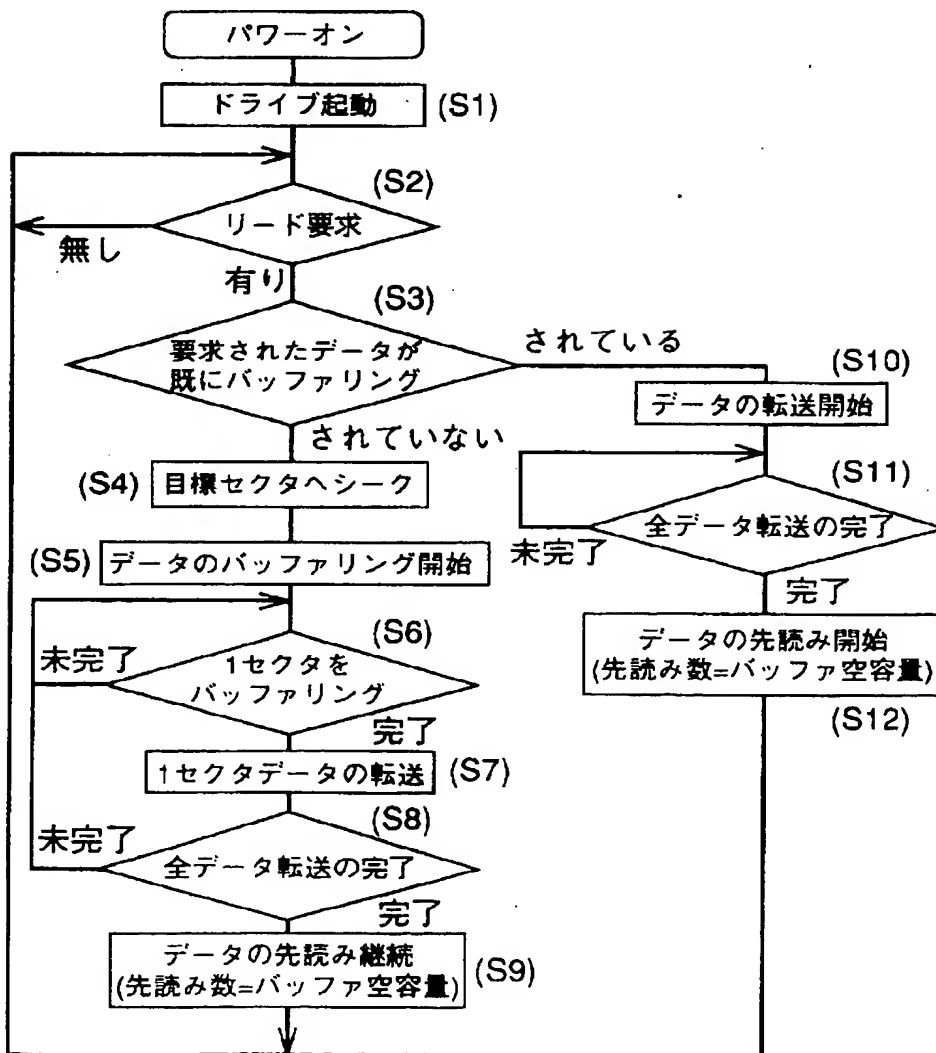 パワーオン
ドライブ起動
(S1)
(S2)
リード要求
無し
有り
(S3)
要求されたデータが
既にバッファリング
されている
されていない
(S4)
目標セクタヘシーク
(S5)
データのバッファリング開始
(S6)
1セクタを
バッファリング
未完了
完了
1セクタデータの転送
(S7)
(S8)
全データ転送の完了
未完了
完了
データの先読み継続
(先読み数=バッファ空容量)
(S9)
(S10)
データの転送開始
(S11)
全データ転送の完了
未完了
完了
データの先読み開始
(先読み数=バッファ空容量)
(S12)